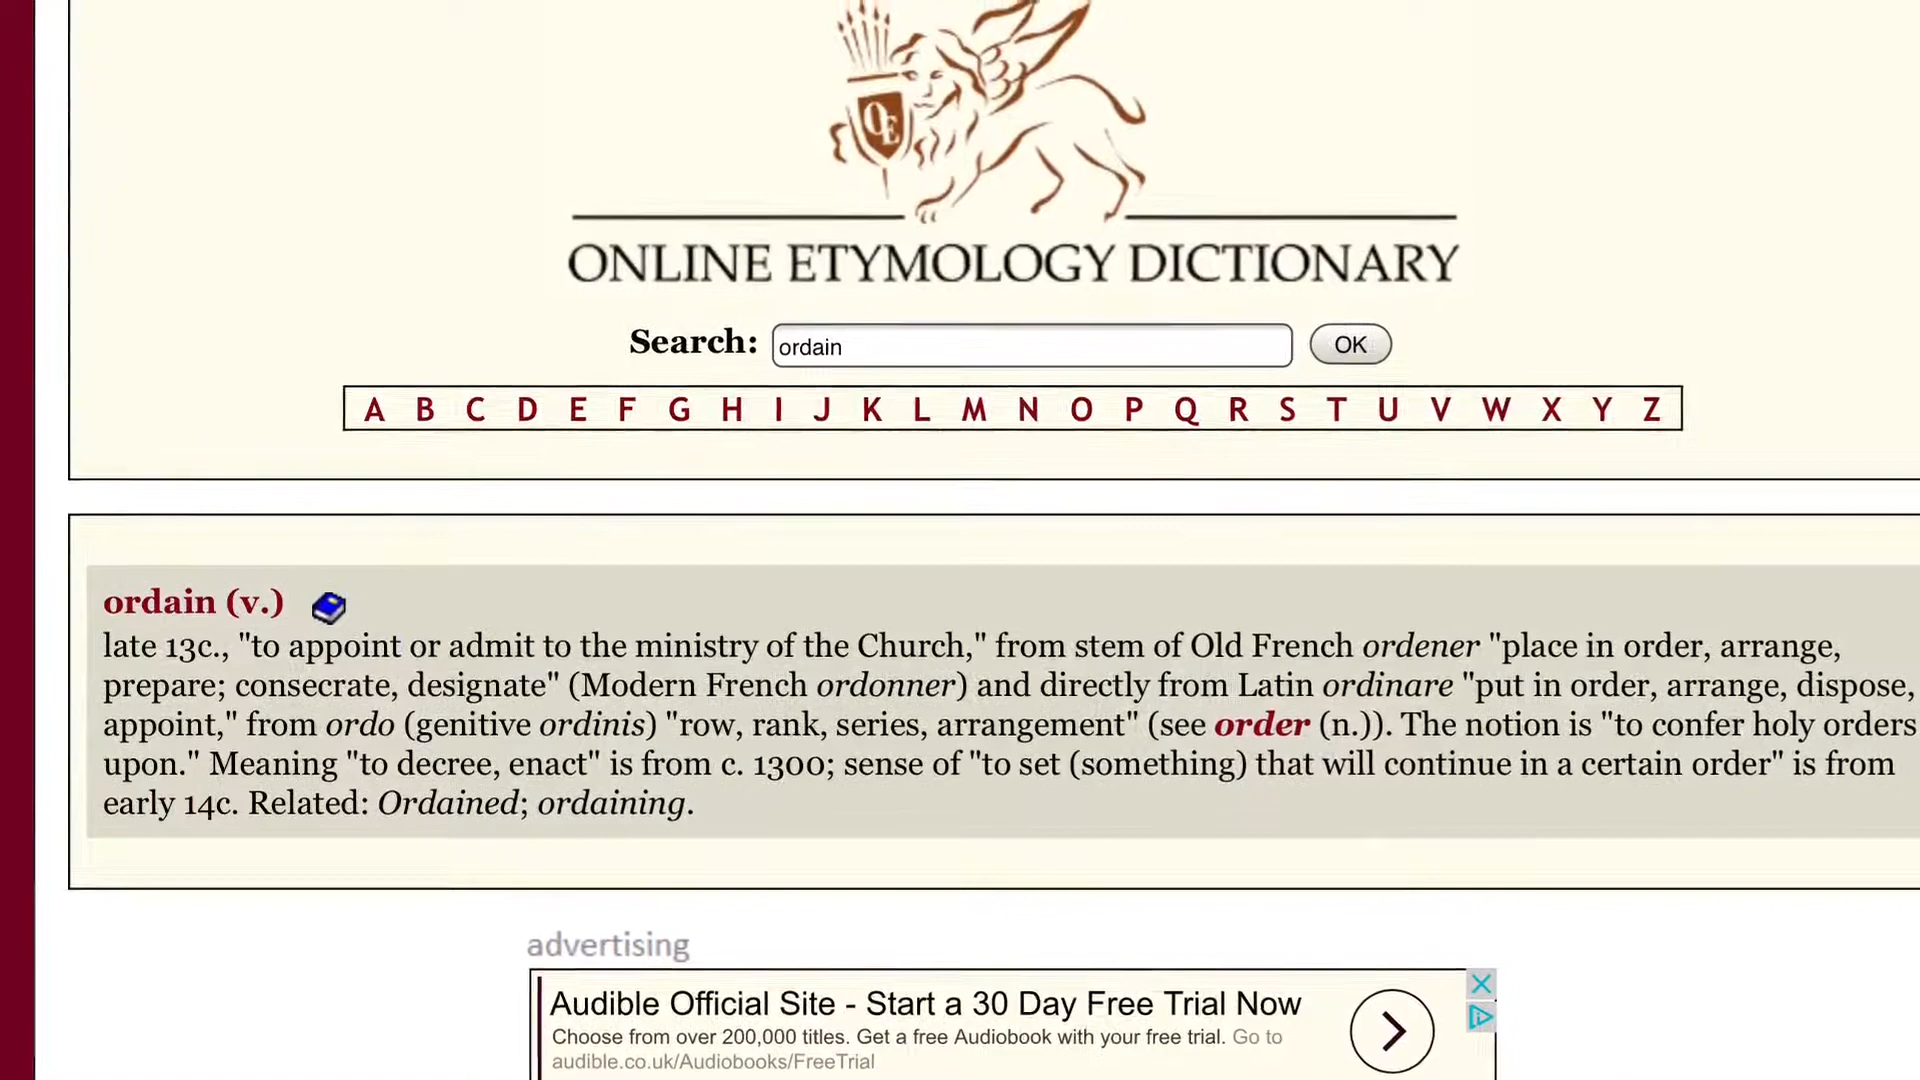 OE
ONLINE ETYMOLOGY DICTIONARY
Search: ordain OK
A B C D E F G H I J K L M N O P Q R S T U V W X Y Z
ordain (v.)
late 13c., "to appoint or admit to the ministry of the Church," from stem of Old French ordener "place in order, arrange,
prepare; consecrate, designate" (Modern French ordonner) and directly from Latin ordinare "put in order, arrange, dispose,
appoint," from ordo (genitive ordinis) "row, rank, series, arrangement" (see order (n.)). The notion is "to confer holy orders
upon." Meaning "to decree, enact" is from c. 1300; sense of "to set (something) that will continue in a certain order" is from
early 14c. Related: Ordained; ordaining.
advertising
Audible Official Site - Start a 30 Day Free Trial Now
Choose from over 200,000 titles. Get a free Audiobook with your free trial. Go to
audible.co.uk/Audiobooks/FreeTrial